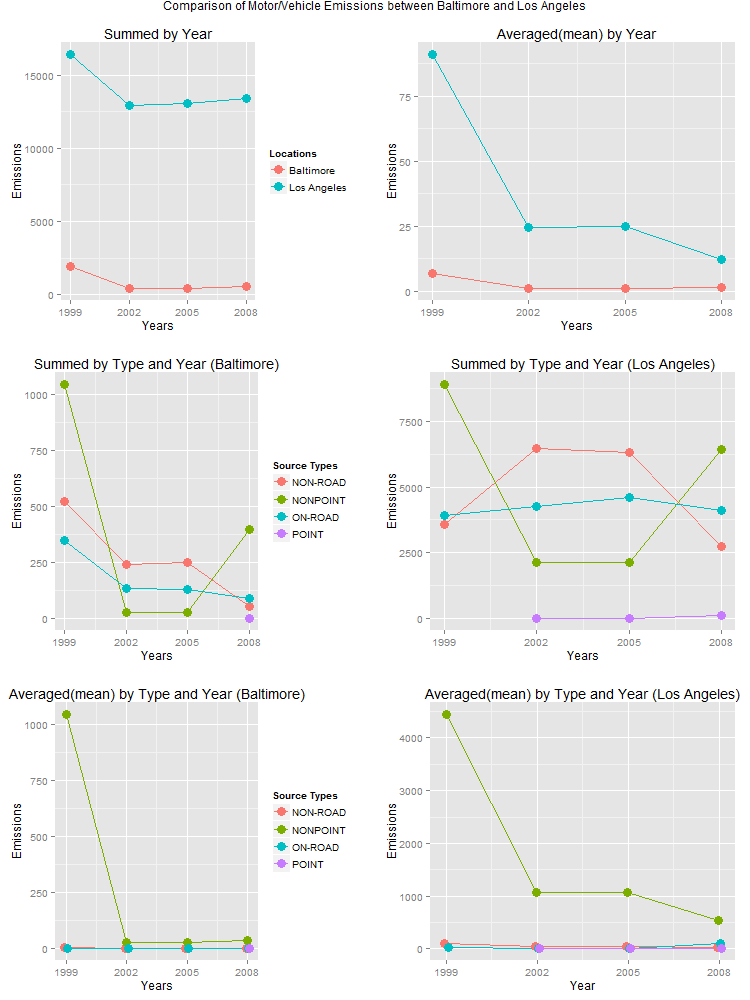 Comparison of Motor/Vehicle Emissions between Baltimore and Los Angeles
Summed by Year
Emissions
15000
10000
5000
0
1999
2002
2005
2008
Years
Locations
Baltimore
Los Angeles
Averaged(mean) by Year
Emissions
75
50
25
0
1999
2002
2005
2008
Years
Summed by Type and Year (Baltimore)
Emissions
1000
750
500
250
0
1999
2002
2005
2008
Years
Source Types
NON-ROAD
NONPOINT
ON-ROAD
POINT
Summed by Type and Year (Los Angeles)
Emissions
7500
5000
2500
0
1999
2002
2005
2008
Years
Averaged(mean) by Type and Year (Baltimore)
Emissions
1000
750
500
250
0
1999
2002
2005
2008
Years
Source Types
NON-ROAD
NONPOINT
ON-ROAD
POINT
Averaged(mean) by Type and Year (Los Angeles)
Emissions
4000
3000
2000
1000
0
1999
2002
2005
2008
Year